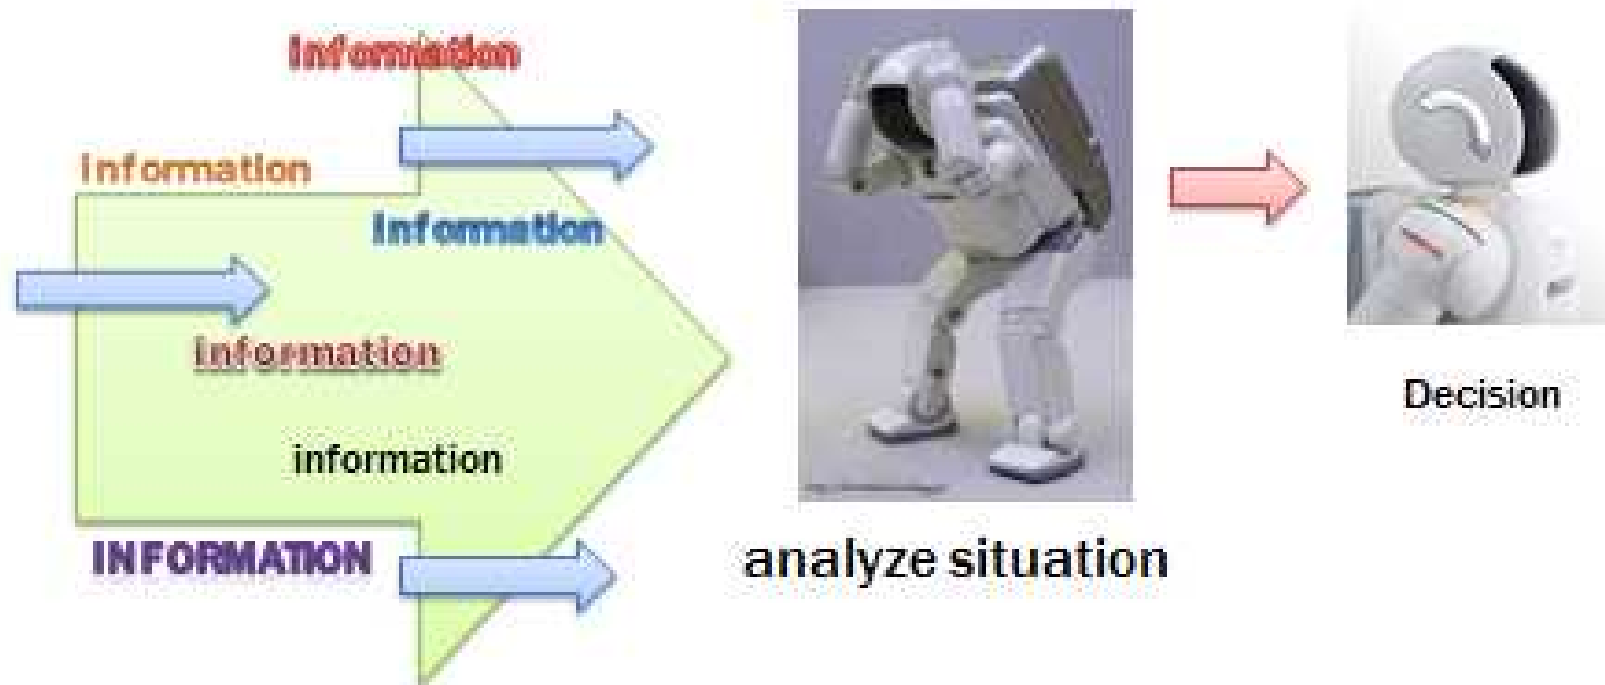 Information
Information
Information
information
information
INFORMATION
analyze situation
Decision